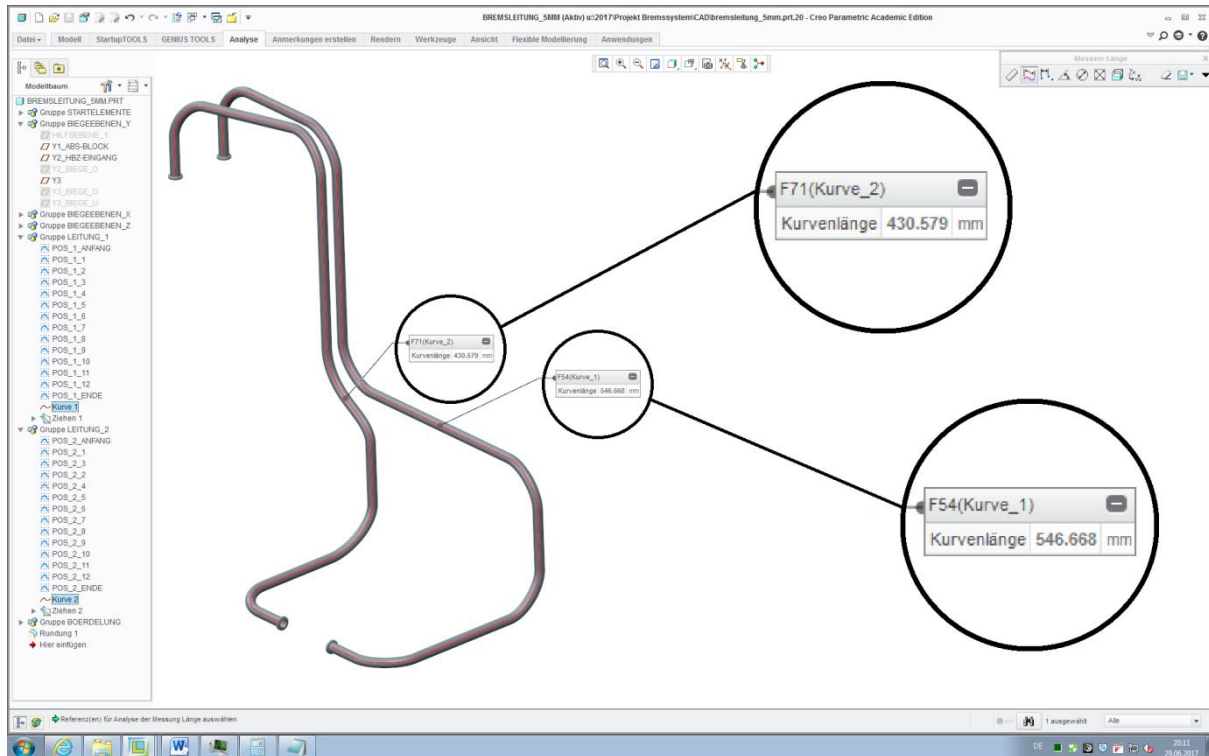 BREMSLEITUNG_5MM (Aktiv) u:\2017\Projekt Bremssystem\CAD\bremsleitung_5mm.prt.20 - Creo Parametric Academic Edition
Datei Modell StartupTOOLS GENIUS TOOLS Analyse Anmerkungen erstellen Rendern Werkzeuge Ansicht Flexible Modellierung Anwendungen
Messen: Länge
Modellbaum
BREMSLEITUNG_5MM.PRT
Gruppe STARTELEMENTE
Gruppe BIEGEEBENEN_Y
HILFSEBENE_1
Y1_ABS-BLOCK
Y2_HBZ-EINGANG
Y2_BIEGE_O
Y3
Y3_BIEGE_O
Y3_BIEGE_U
Gruppe BIEGEEBENEN_X
Gruppe BIEGEEBENEN_Z
Gruppe LEITUNG_1
POS_1_ANFANG
POS_1_1
POS_1_2
POS_1_3
POS_1_4
POS_1_5
POS_1_6
POS_1_7
POS_1_8
POS_1_9
POS_1_10
POS_1_11
POS_1_12
POS_1_ENDE
Kurve 1
Ziehen 1
Gruppe LEITUNG_2
POS_2_ANFANG
POS_2_1
POS_2_3
POS_2_2
POS_2_4
POS_2_5
POS_2_6
POS_2_7
POS_2_8
POS_2_9
POS_2_10
POS_2_11
POS_2_12
POS_2_ENDE
Kurve 2
Ziehen 2
Gruppe BOERDELUNG
Rundung 1
Hier einfügen
F71(Kurve_2)
Kurvenlänge 430.579 mm
F71(Kurve_2)
Kurvenlänge 430.579 mm
F54(Kurve_1)
Kurvenlänge 546.668 mm
F54(Kurve_1)
Kurvenlänge 546.668 mm
Referenz(en) für Analyse der Messung Länge auswählen
1 ausgewählt Alle
DE 20:11
29.06.2017